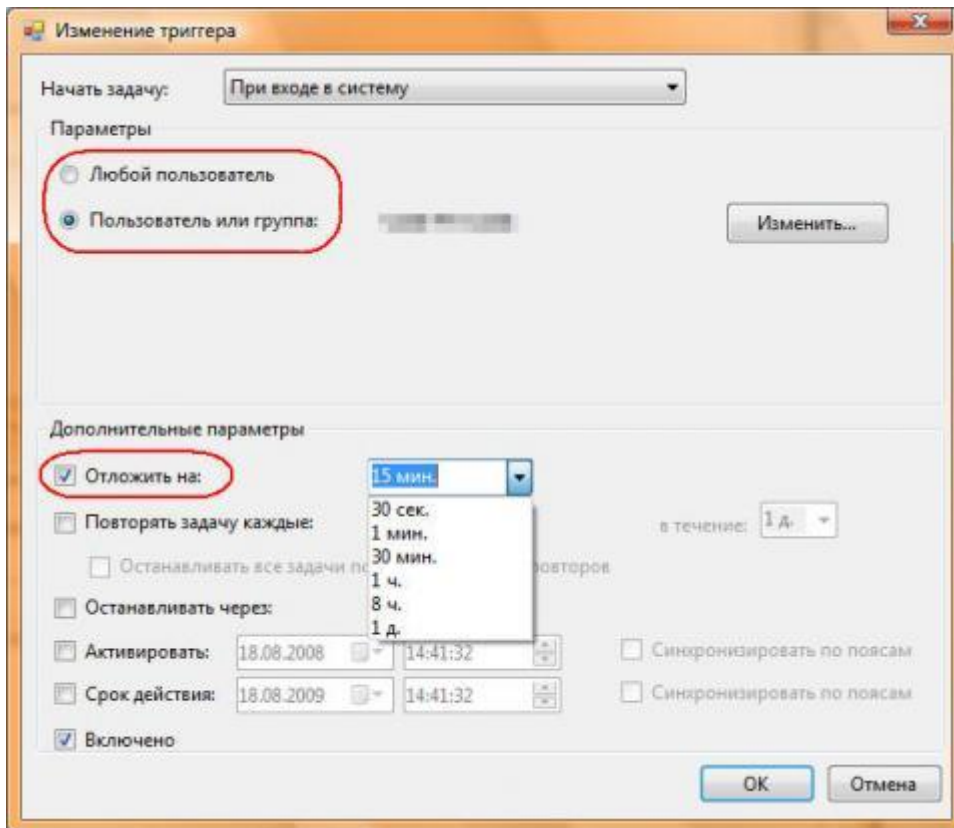 Изменение триггера
Начать задачу: При входе в систему
Параметры
Любой пользователь
Пользователь или группа: Изменить...
Дополнительные параметры
Отложить на: 15 мин.
30 сек.
Повторять задачу каждые: в течение: 1 д.
1 мин.
30 мин.
Останавливать все задачи по второв
1 ч.
Останавливать через:
8 ч.
1 д.
Активировать: 18.08.2008 14:41:32 Синхронизировать по поясам
Срок действия: 18.08.2009 14:41:32 Синхронизировать по поясам
Включено
OK Отмена